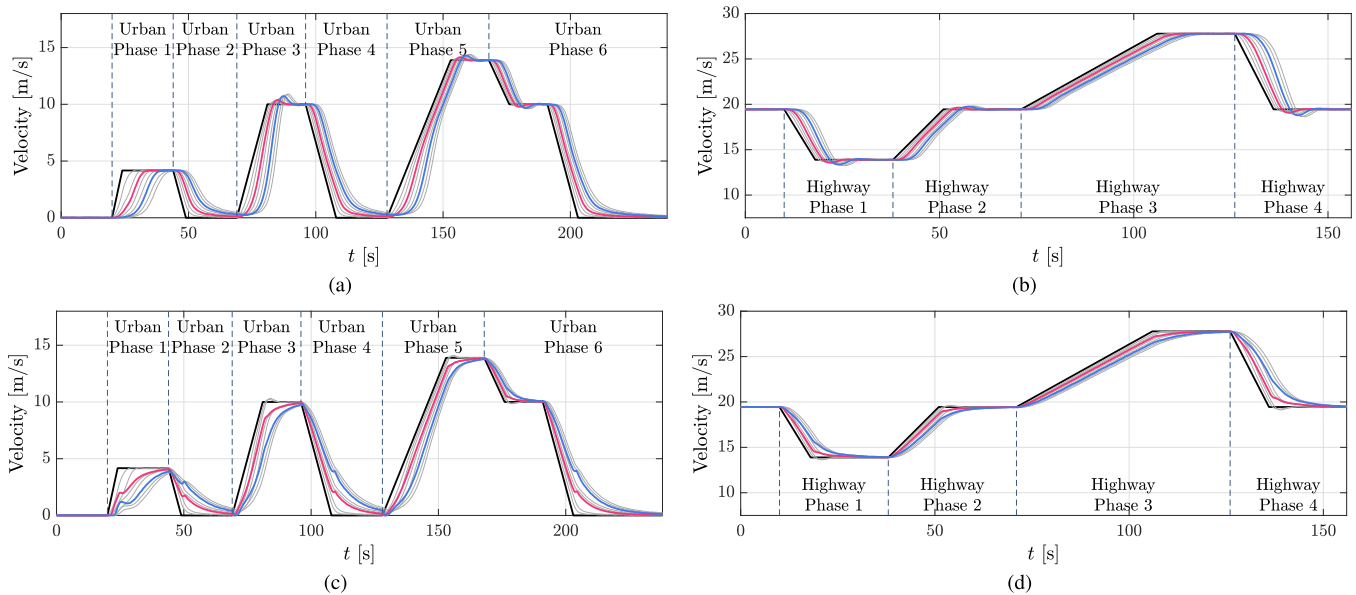 Urban Urban Urban Urban Urban Urban
Phase 1 Phase 2 Phase 3 Phase 4 Phase 5 Phase 6
15
10
5
0
Velocity [m/s]
0 50 100 150 200
t [s]
(a)
30
25
20
15
10
Velocity [m/s]
Highway Highway Highway Highway
Phase 1 Phase 2 Phase 3 Phase 4
0 50 100 150
t [s]
(b)
Urban Urban Urban Urban Urban Urban
Phase 1 Phase 2 Phase 3 Phase 4 Phase 5 Phase 6
15
10
5
0
Velocity [m/s]
0 50 100 150 200
t [s]
(c)
30
25
20
15
10
Velocity [m/s]
Highway Highway Highway Highway
Phase 1 Phase 2 Phase 3 Phase 4
0 50 100 150
t [s]
(d)